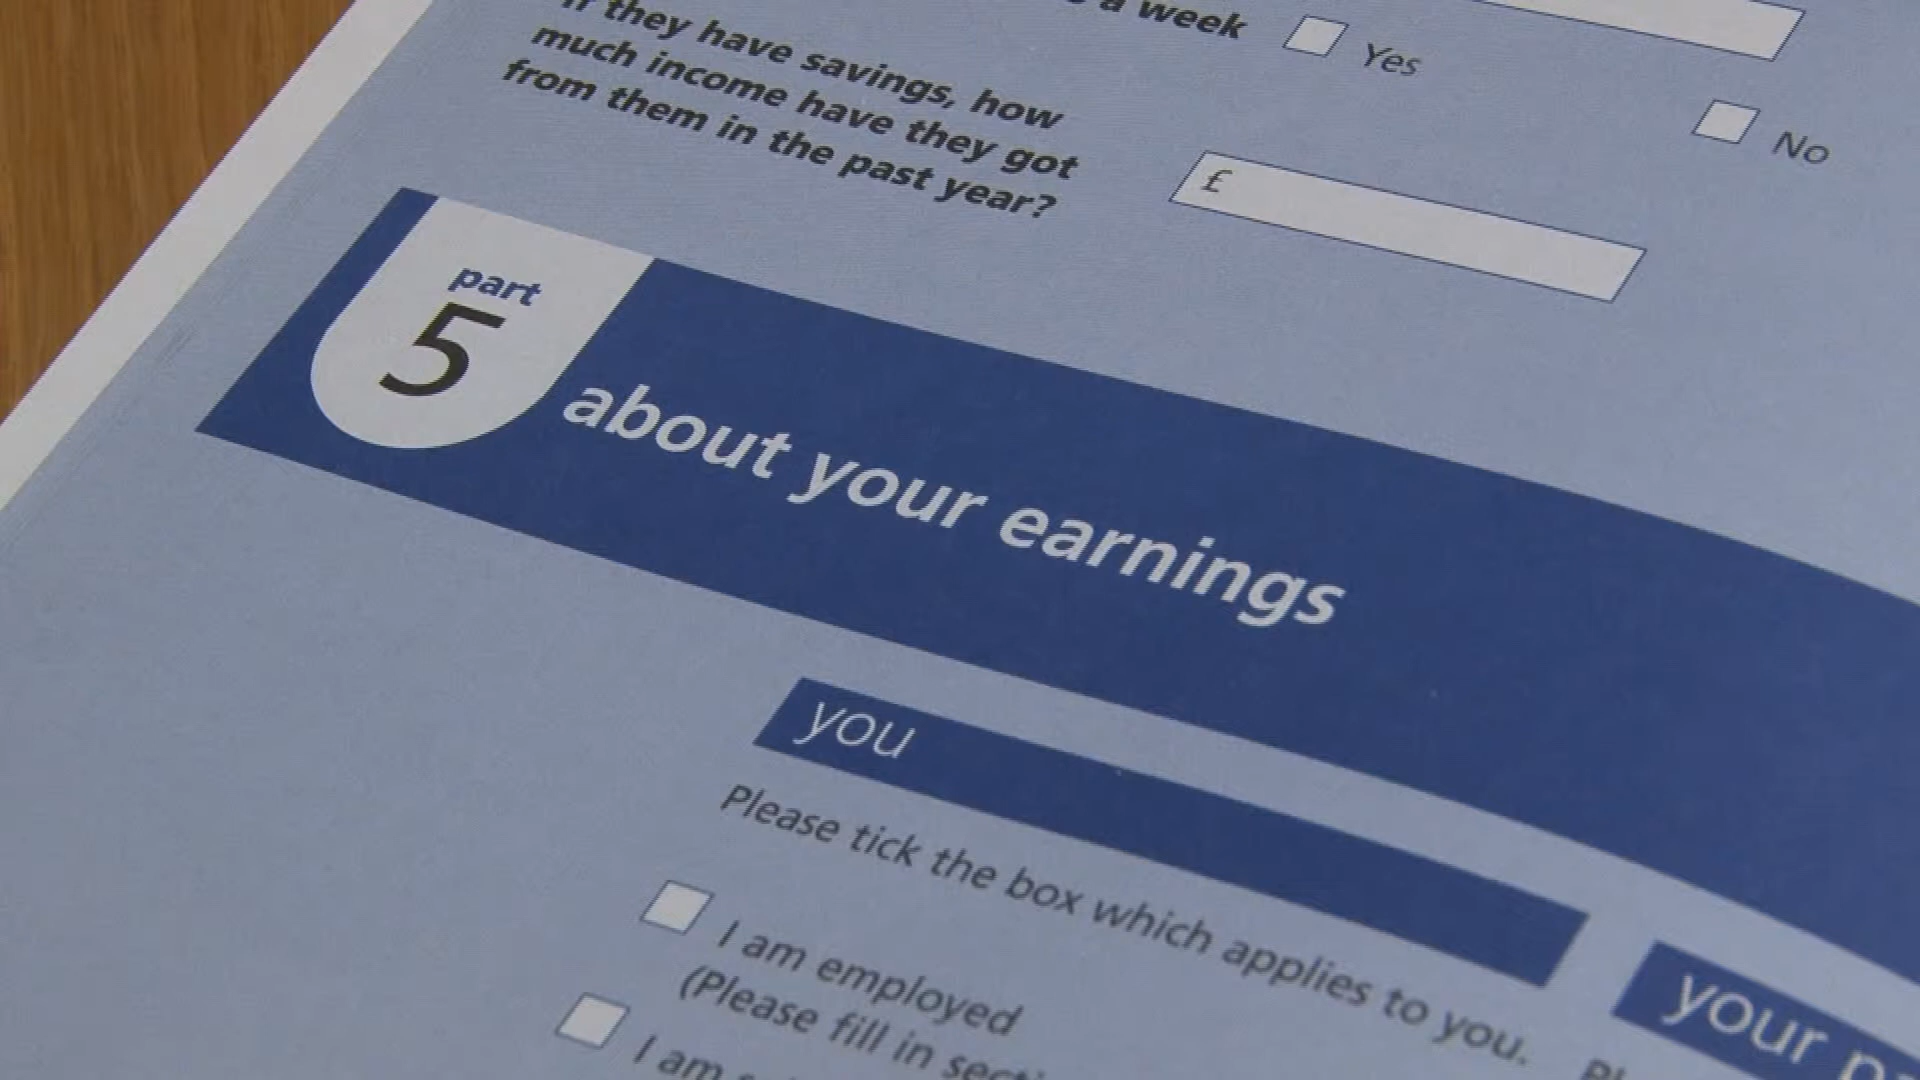 a week
Yes
No
If they have savings, how
much income have they got
from them in the past year?
£
part
5
about your earnings
you
Please tick the box which applies to you.
I am employed
(Please fill in
I am
your